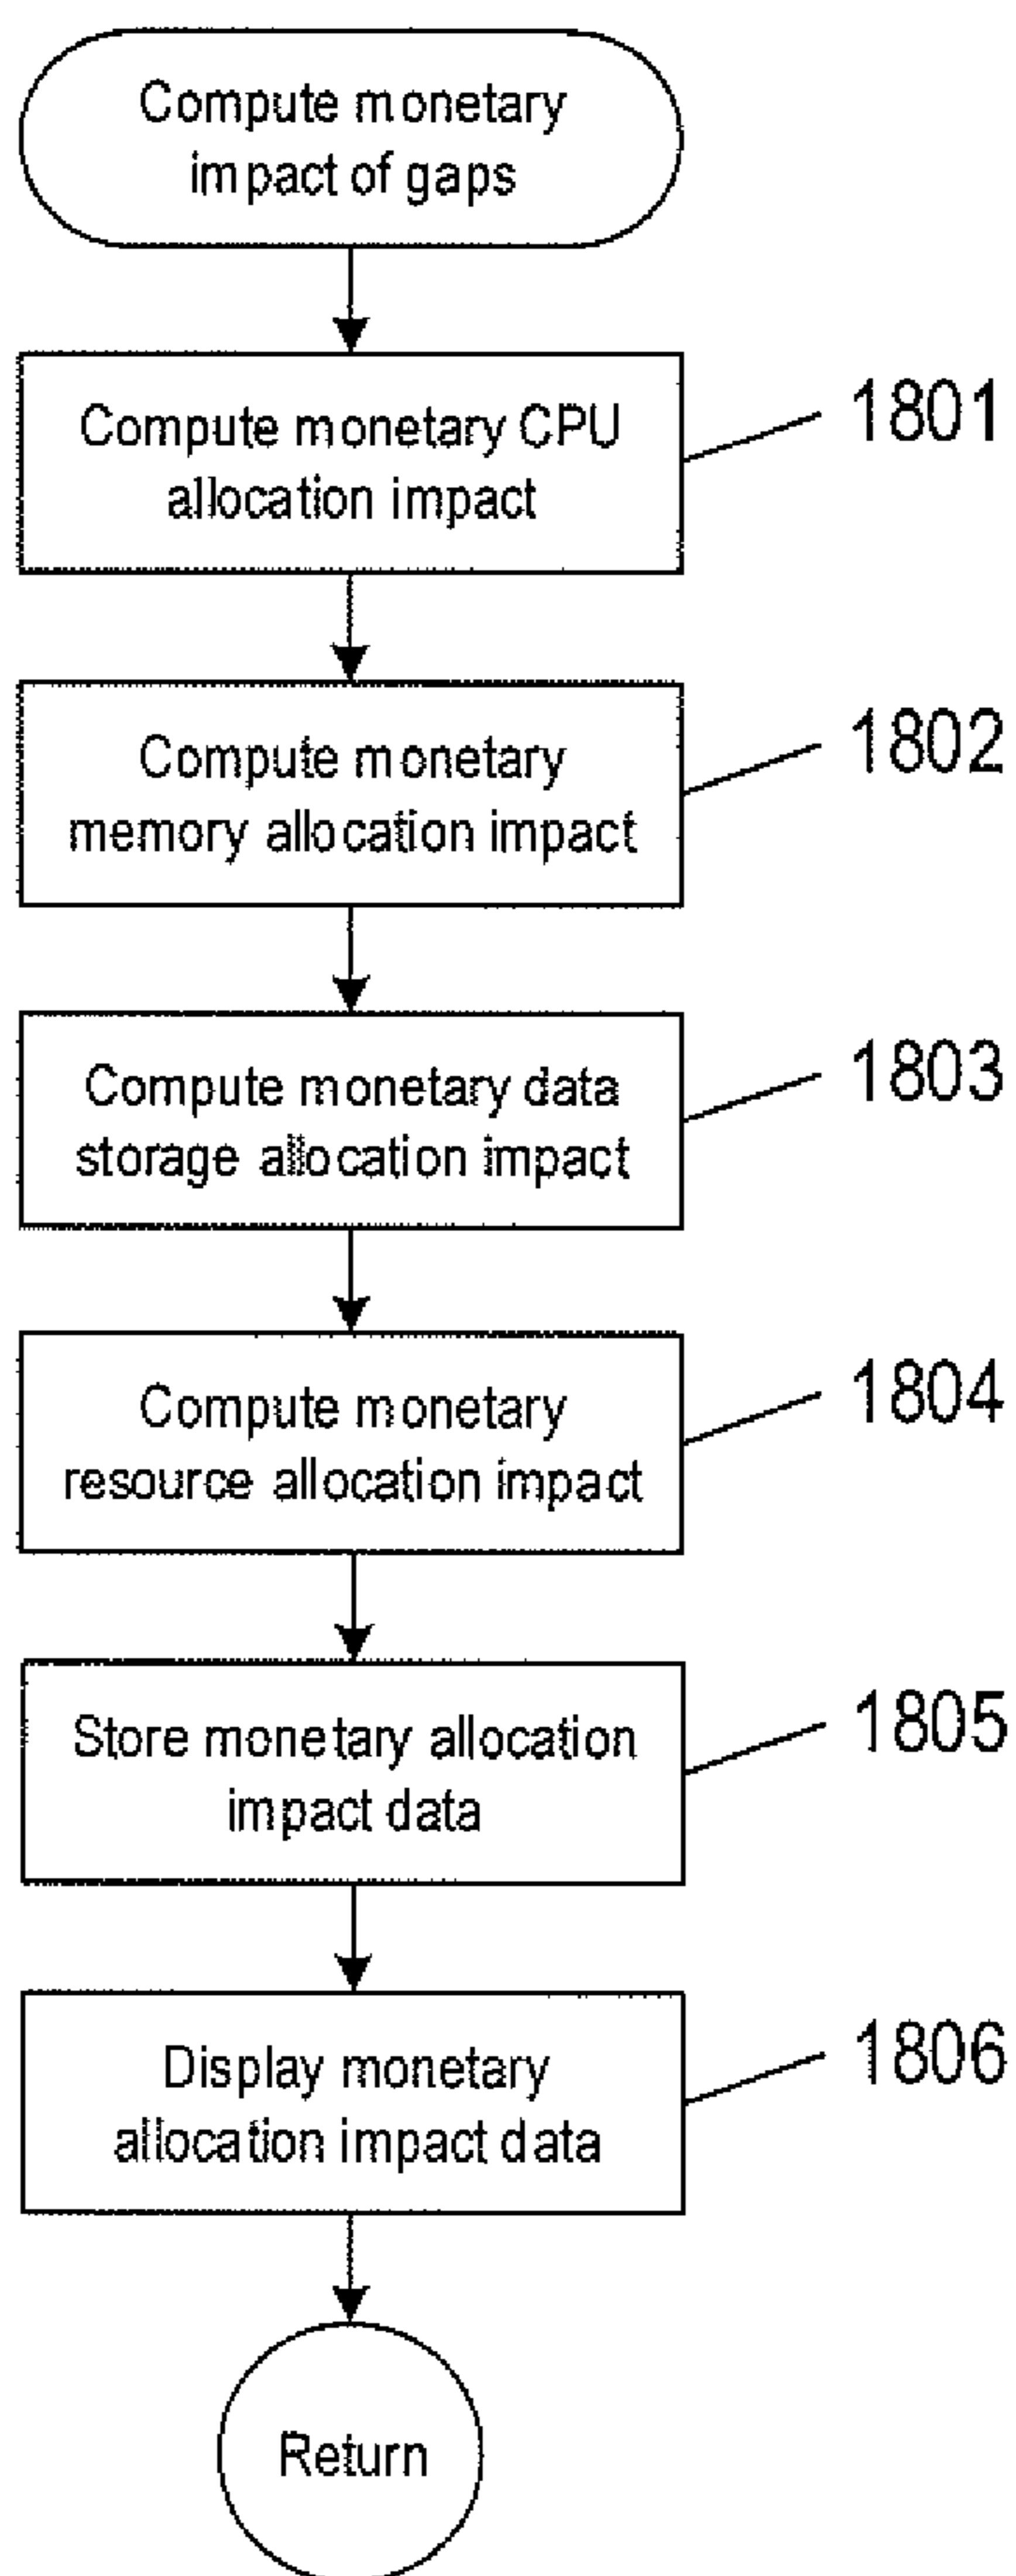 Compute monetary
impact of gaps
Compute monetary CPU
allocation impact
1801
Compute monetary
memory allocation impact
1802
Compute monetary data
storage allocation impact
1803
Compute monetary
resource allocation impact
1804
Store monetary allocation
impact data
1805
Display monetary
allocation impact data
1806
Return